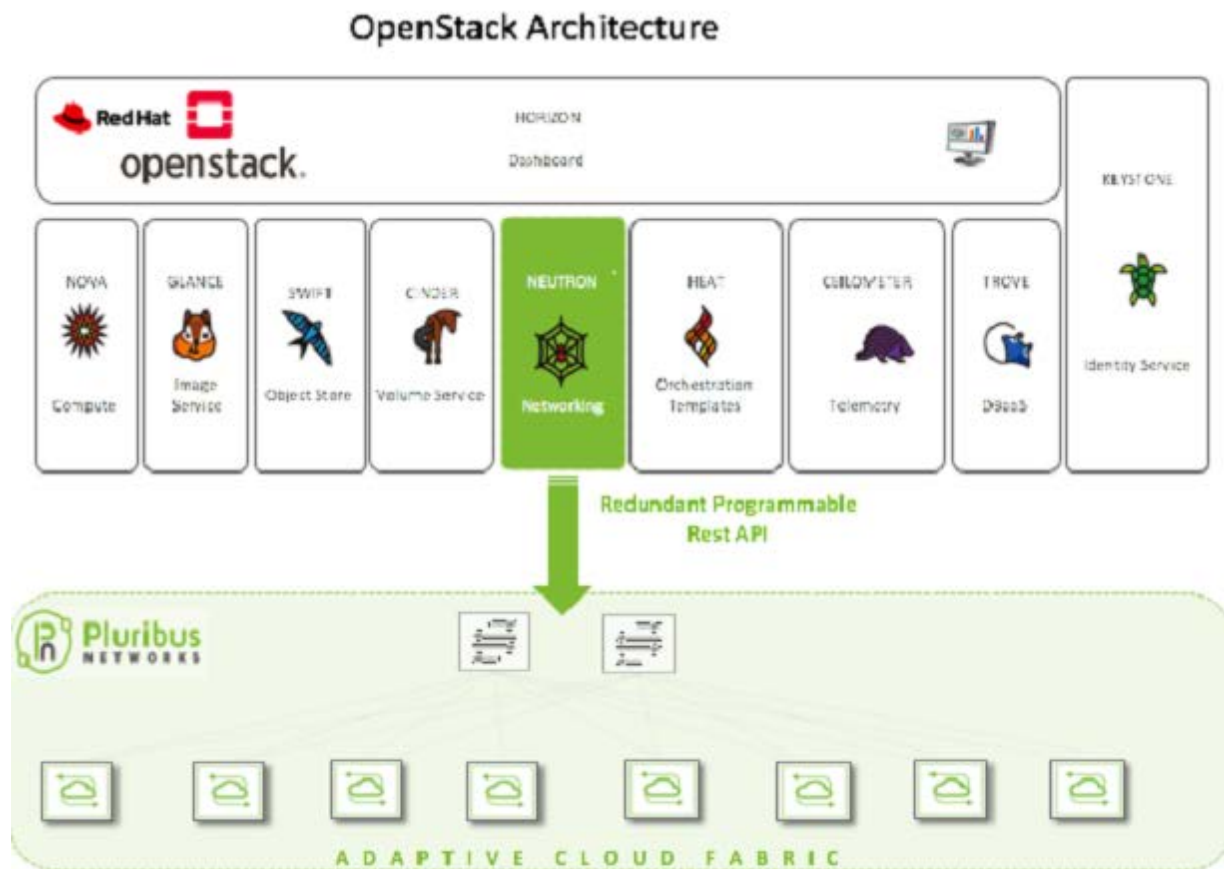 OpenStack Architecture
Red Hat
openstack.
HORIZON
Dashboard
KEYSTONE
Identity Service
NOVA
Compute
GLANCE
Image
Service
SWIFT
Object Store
CINDER
Volume Service
NEUTRON
Networking
HEAT
Orchestration
Templates
CEILOMETER
Telemetry
TROVE
DBaaS
Redundant Programmable
Rest API
Pn Pluribus
NETWORKS
ADAPTIVE CLOUD FABRIC